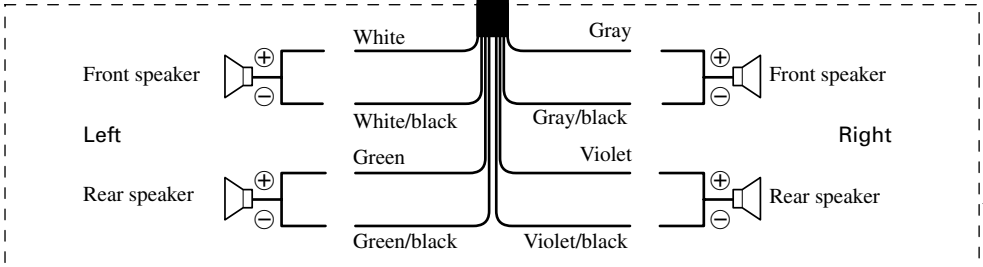 White
Gray
⊕
⊕
Front speaker
Front speaker
⊖
⊖
White/black
Gray/black
Left
Right
Green
Violet
⊕
⊕
Rear speaker
Rear speaker
⊖
⊖
Green/black
Violet/black